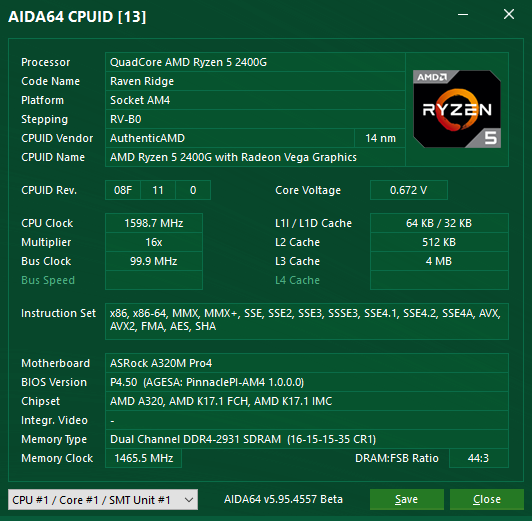 AIDA64 CPUID [13]
Processor QuadCore AMD Ryzen 5 2400G
Code Name Raven Ridge
Platform Socket AM4
Stepping RV-B0
CPUID Vendor AuthenticAMD 14 nm
CPUID Name AMD Ryzen 5 2400G with Radeon Vega Graphics
AMD
RYZEN
5
CPUID Rev. 08F 11 0 Core Voltage 0.672 V
CPU Clock 1598.7 MHz L1I / L1D Cache 64 KB / 32 KB
Multiplier 16x L2 Cache 512 KB
Bus Clock 99.9 MHz L3 Cache 4 MB
Bus Speed L4 Cache
Instruction Set x86, x86-64, MMX, MMX+, SSE, SSE2, SSE3, SSSE3, SSE4.1, SSE4.2, SSE4A, AVX,
AVX2, FMA, AES, SHA
Motherboard ASRock A320M Pro4
BIOS Version P4.50 (AGESA: PinnaclePI-AM4 1.0.0.0)
Chipset AMD A320, AMD K17.1 FCH, AMD K17.1 IMC
Integr. Video -
Memory Type Dual Channel DDR4-2931 SDRAM (16-15-15-35 CR1)
Memory Clock 1465.5 MHz DRAM:FSB Ratio 44:3
CPU #1 / Core #1 / SMT Unit #1 AIDA64 v5.95.4557 Beta Save Close